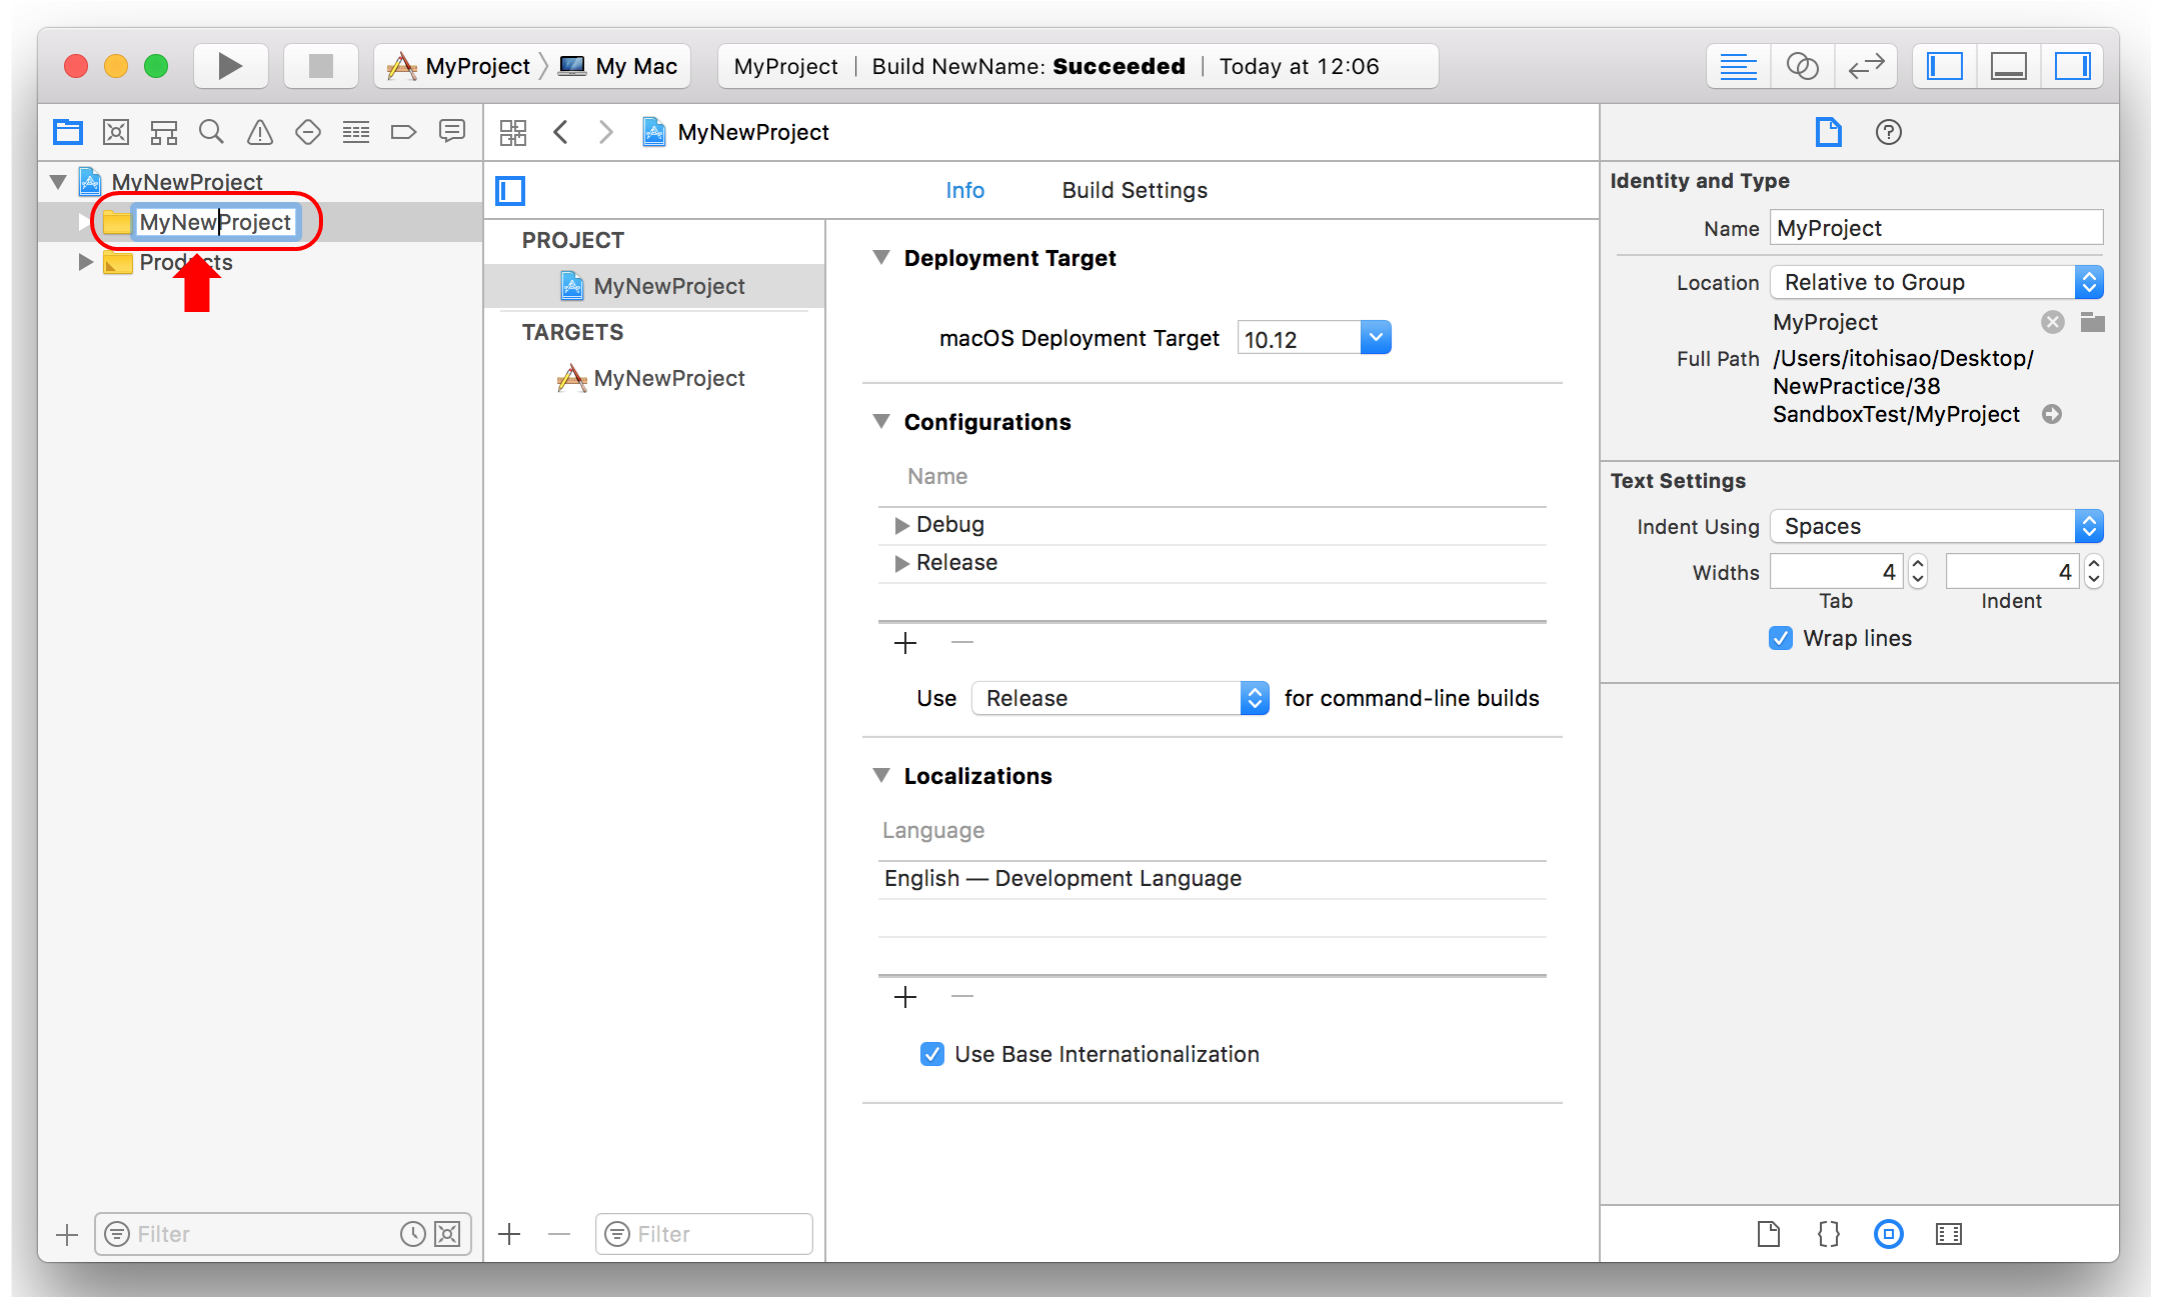 MyProject 〉 My Mac
MyProject | Build NewName: Succeeded | Today at 12:06
MyNewProject
MyNewProject
Products
Filter
MyNewProject
Info Build Settings
PROJECT
MyNewProject
TARGETS
MyNewProject
Filter
Deployment Target
macOS Deployment Target 10.12
Configurations
Name
Debug
Release
Use Release for command-line builds
Localizations
Language
English — Development Language
Use Base Internationalization
Identity and Type
Name MyProject
Location Relative to Group
MyProject
Full Path /Users/itohisao/Desktop/
NewPractice/38
SandboxTest/MyProject
Text Settings
Indent Using Spaces
Widths 4 4
Tab Indent
Wrap lines